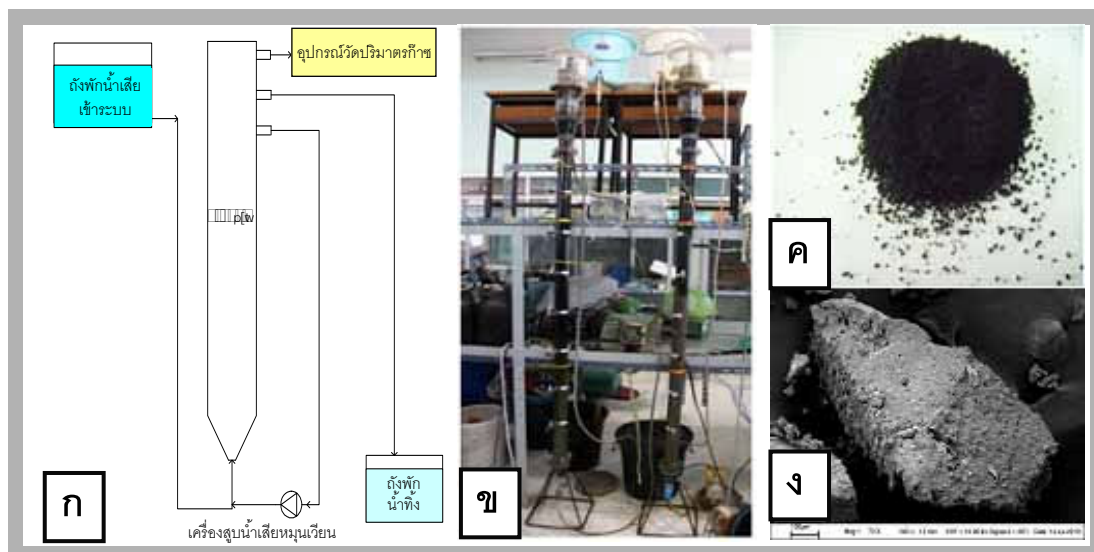 ถังพักน้ำเสีย
เข้าระบบ
อุปกรณ์วัดปริมาตรก๊าซ
ถังพัก
น้ำทิ้ง
เครื่องสูบน้ำเสียหมุนเวียน
ก
ข
ค
ง